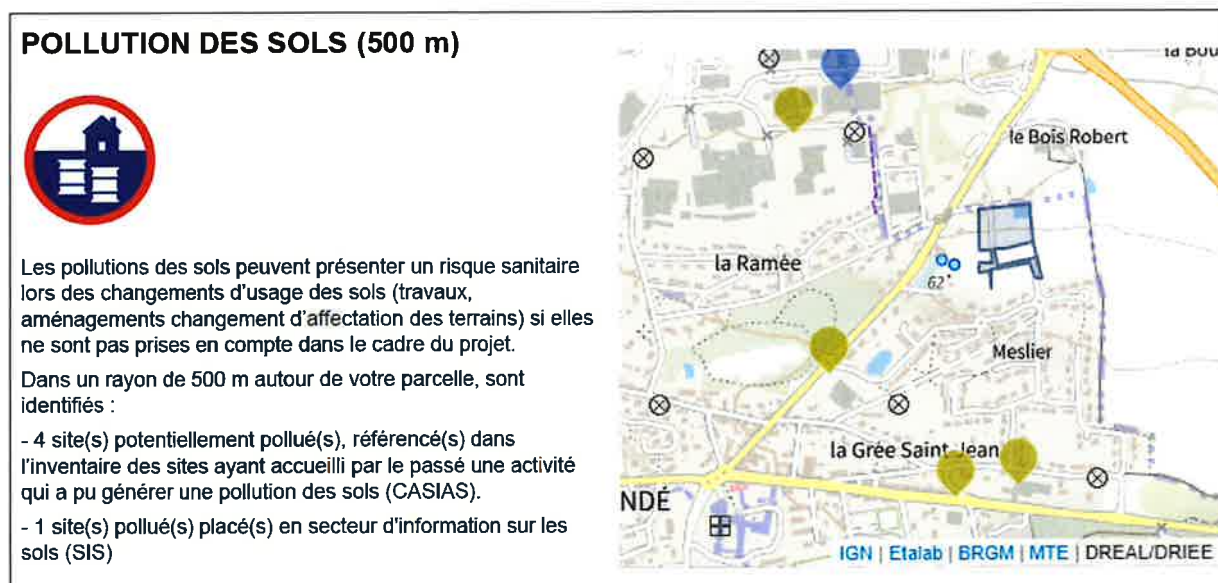 POLLUTION DES SOLS (500 m)
Les pollutions des sols peuvent présenter un risque sanitaire
lors des changements d'usage des sols (travaux,
aménagements changement d'affectation des terrains) si elles
ne sont pas prises en compte dans le cadre du projet.
Dans un rayon de 500 m autour de votre parcelle, sont
identifiés :
- 4 site(s) potentiellement pollué(s), référencé(s) dans
l'inventaire des sites ayant accueilli par le passé une activité
qui a pu générer une pollution des sols (CASIAS).
- 1 site(s) pollué(s) placé(s) en secteur d'information sur les
sols (SIS)
la Bou
le Bois Robert
la Ramée
62
Meslier
la Grée Saint-Jean
NDÉ
IGN | Etalab | BRGM | MTE | DREAL/DRIEE